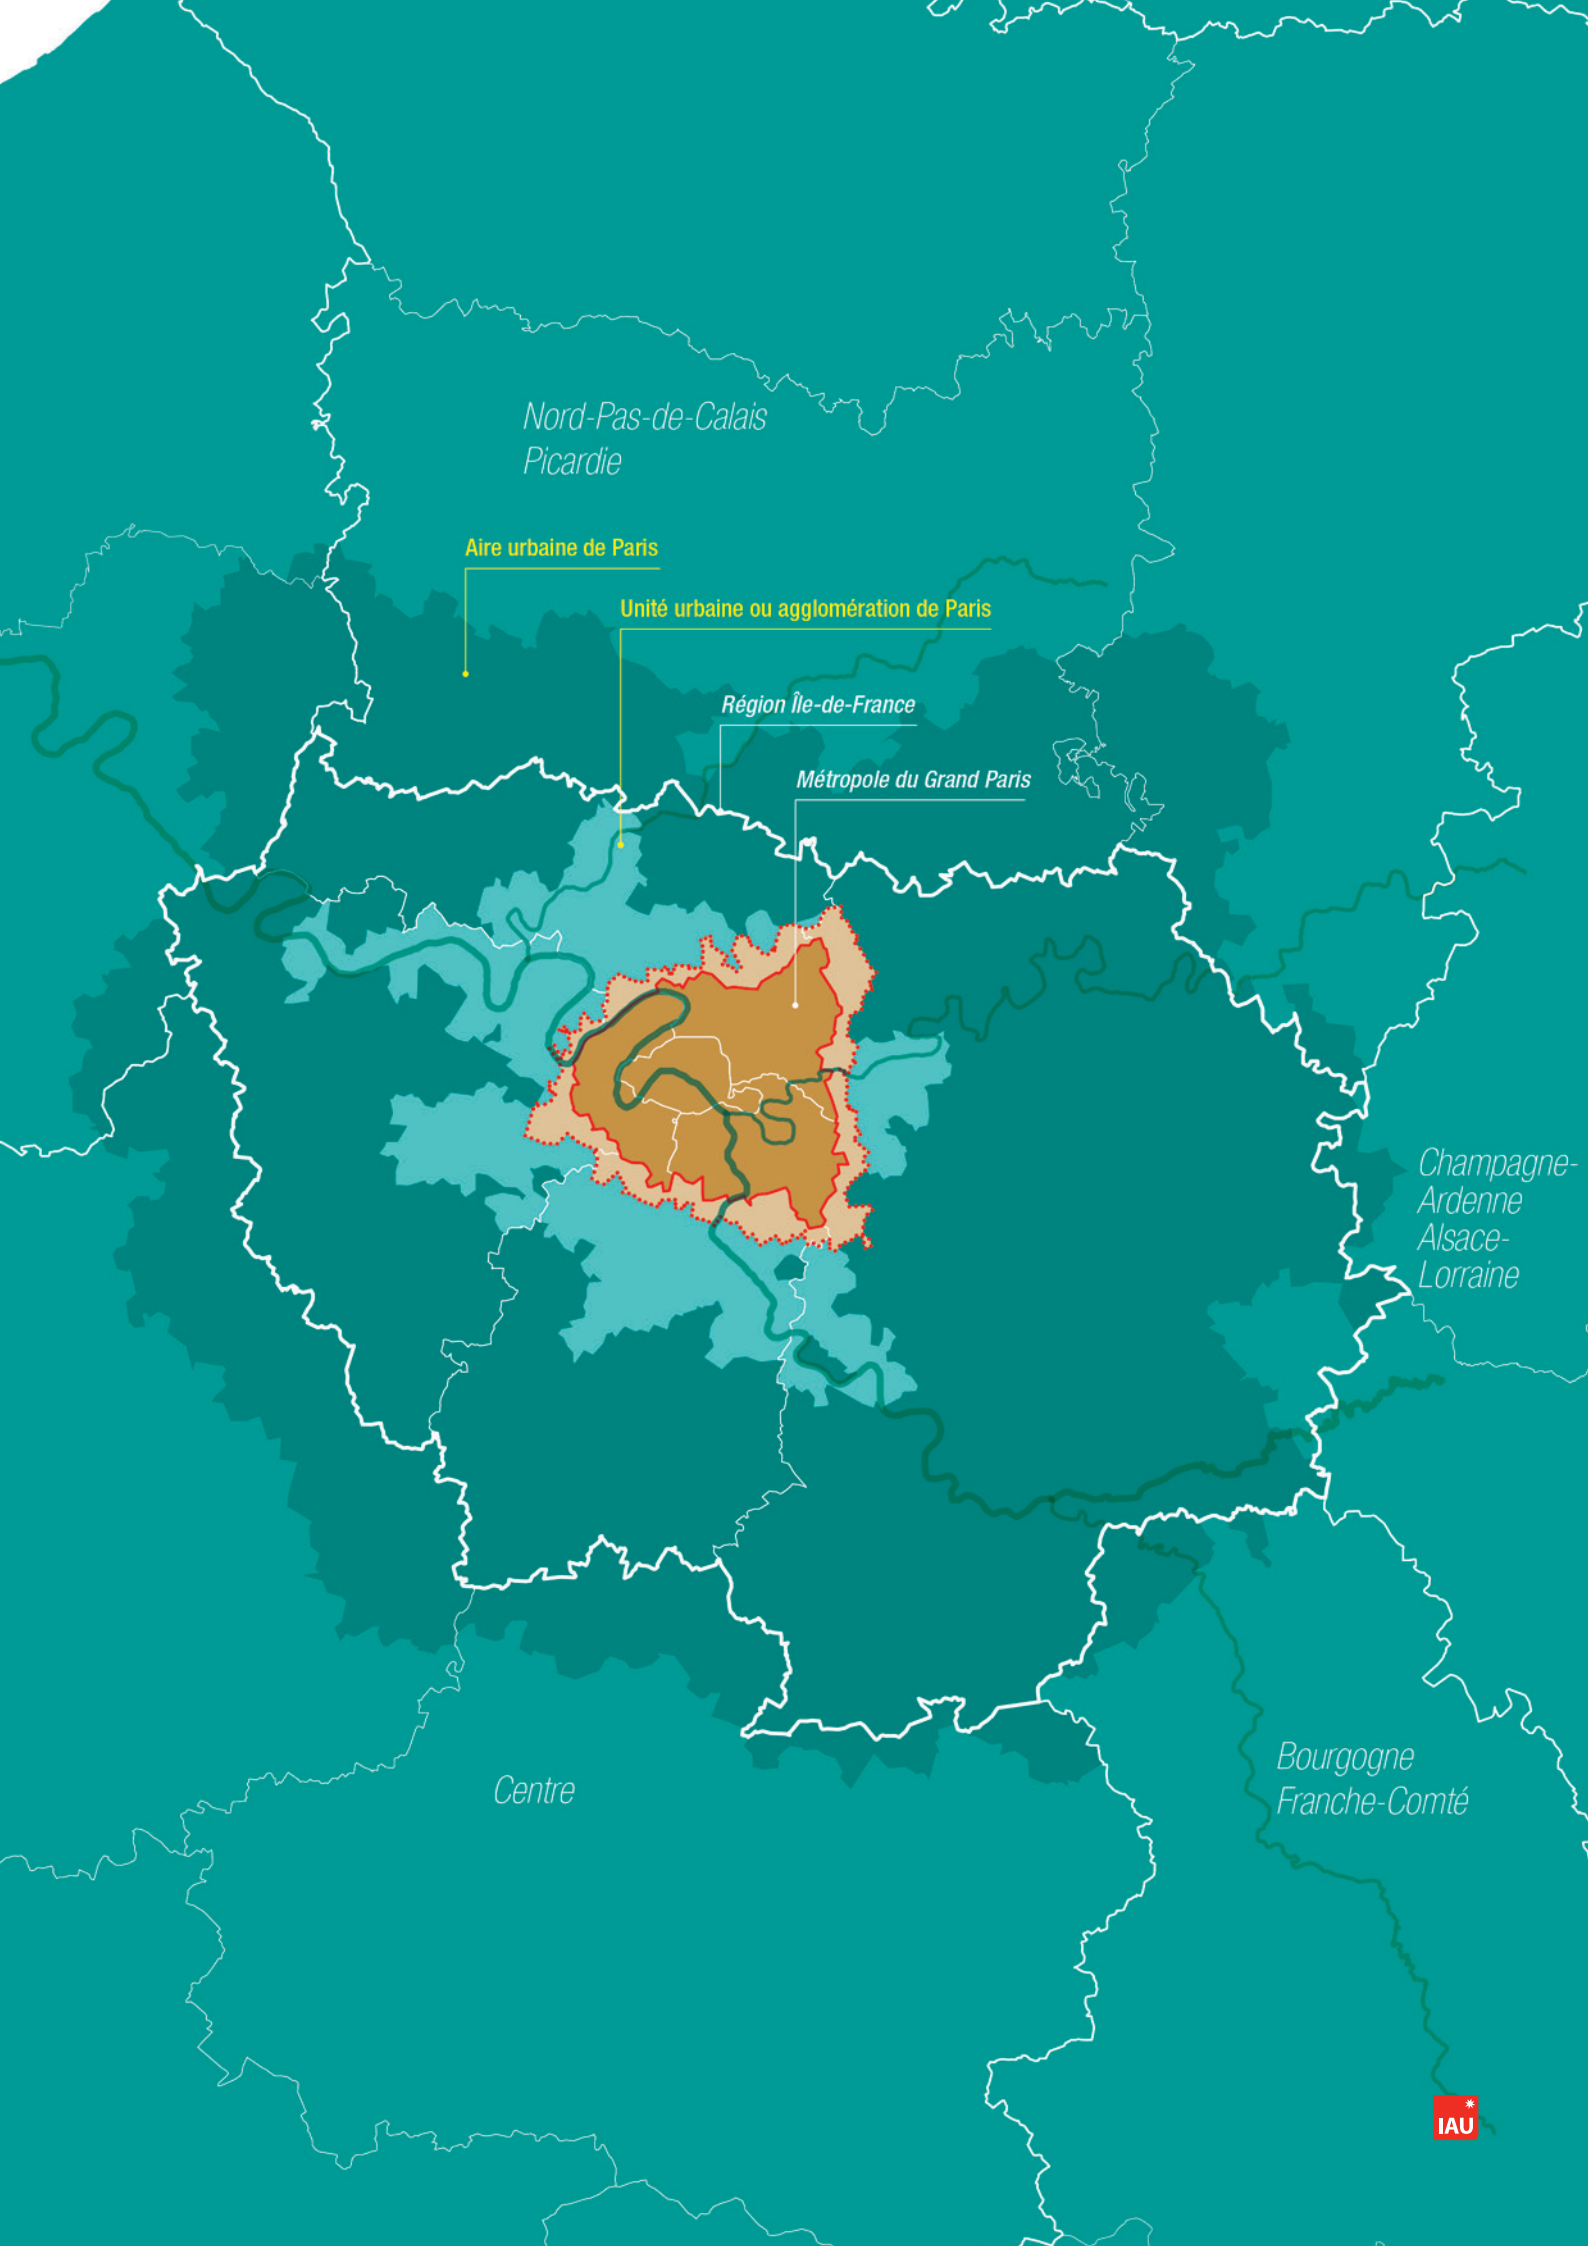 Nord-Pas-de-Calais
Picardie
Aire urbaine de Paris
Unité urbaine ou agglomération de Paris
Région Île-de-France
Métropole du Grand Paris
Champagne-
Ardenne
Alsace-
Lorraine
Bourgogne
Franche-Comté
Centre
IAU